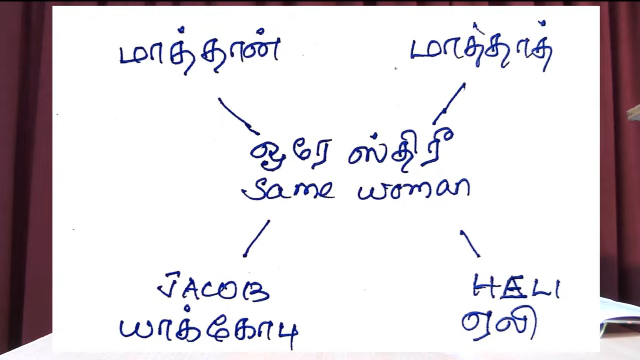 மாத்தான்
மாத்தாத்
ஒரே ஸ்திரீ
Same woman
JACOB
யாக்கோபு
HELI
ஏலி